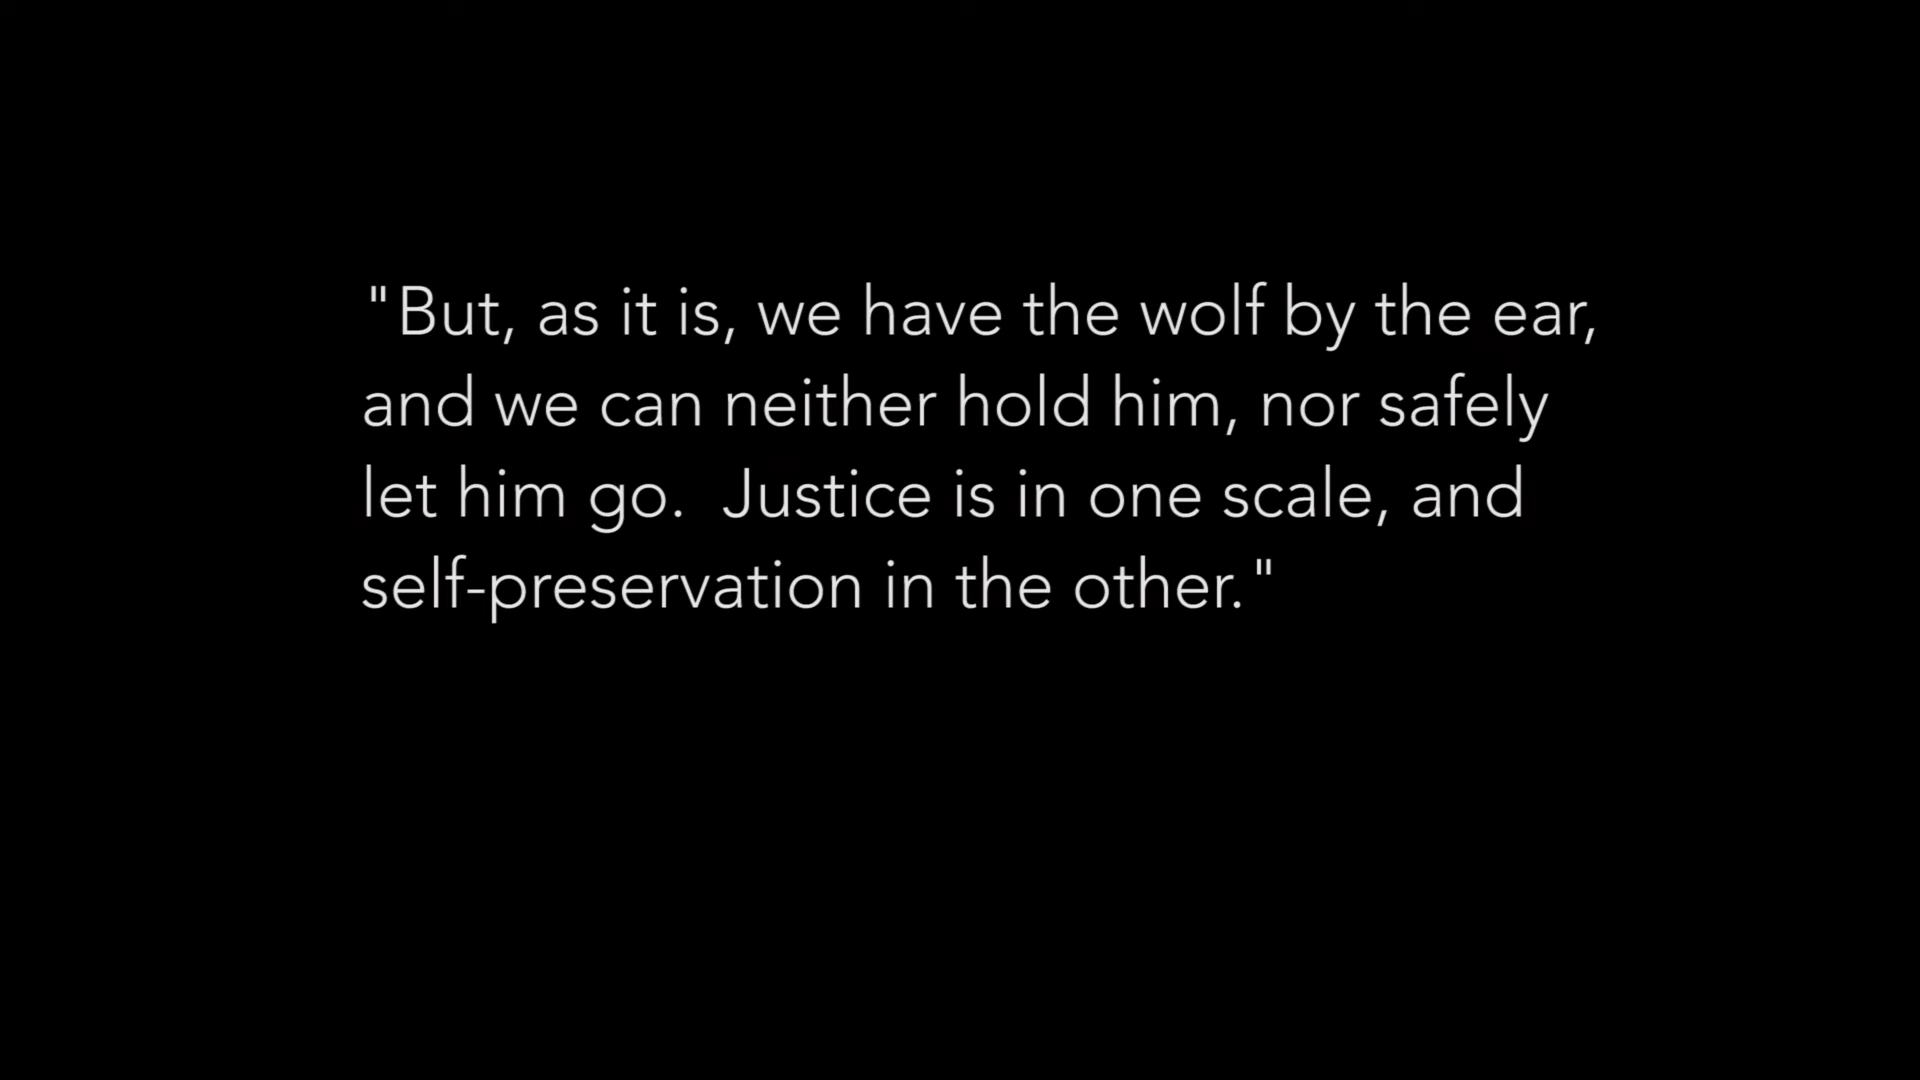 "But, as it is, we have the wolf by the ear,
and we can neither hold him, nor safely
let him go.  Justice is in one scale, and
self-preservation in the other."